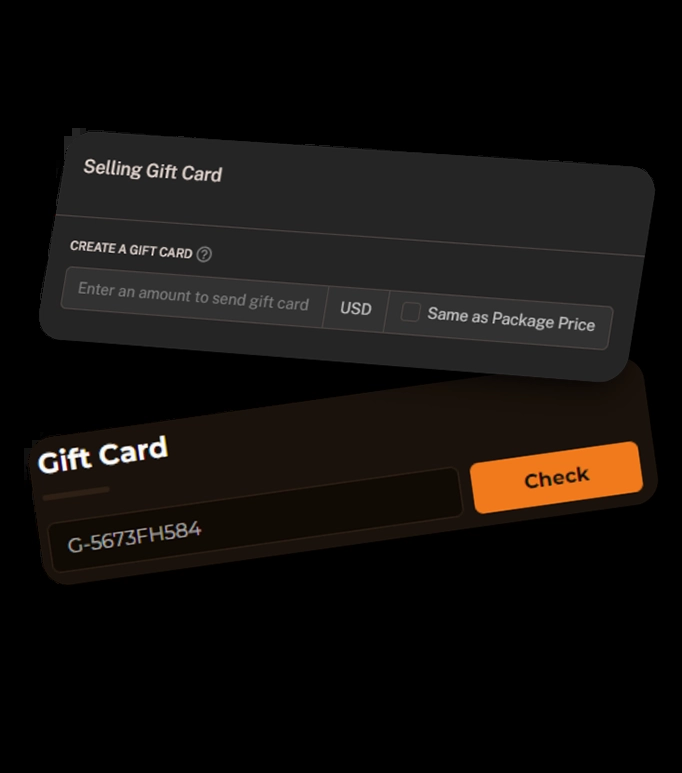 Selling Gift Card
CREATE A GIFT CARD ?
Enter an amount to send gift card USD Same as Package Price
Gift Card
G-5673FH584 Check